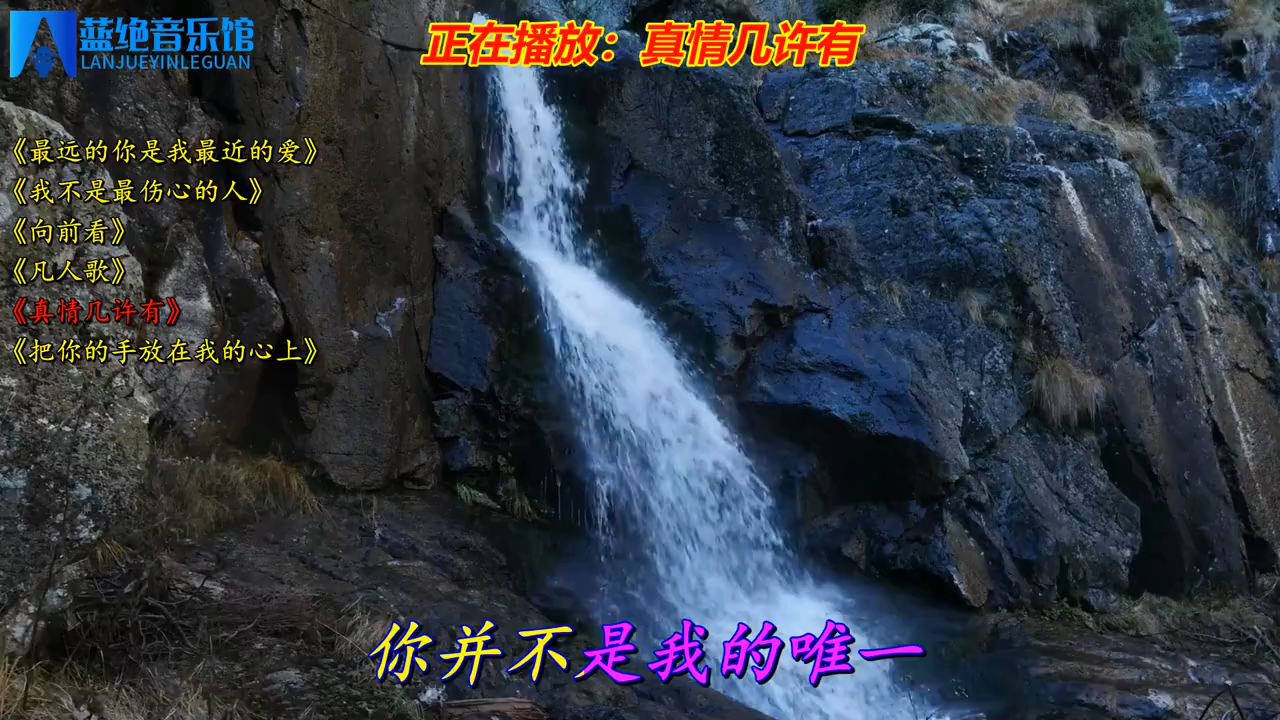 蓝绝音乐馆
LANJUEYINLEGUAN
正在播放：真情几许有
《最远的你是我最近的爱》
《我不是最伤心的人》
《向前看》
《凡人歌》
《真情几许有》
《把你的手放在我的心上》
你并不是我的唯一